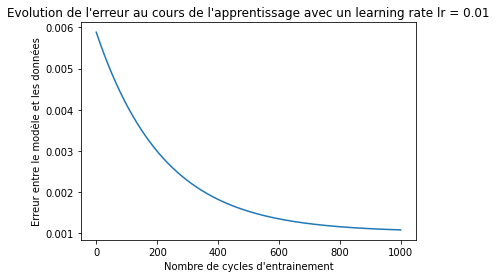 Evolution de l'erreur au cours de l'apprentissage avec un learning rate lr = 0.01
Erreur entre le modèle et les données
0.006
0.005
0.004
0.003
0.002
0.001
0 200 400 600 800 1000
Nombre de cycles d'entrainement